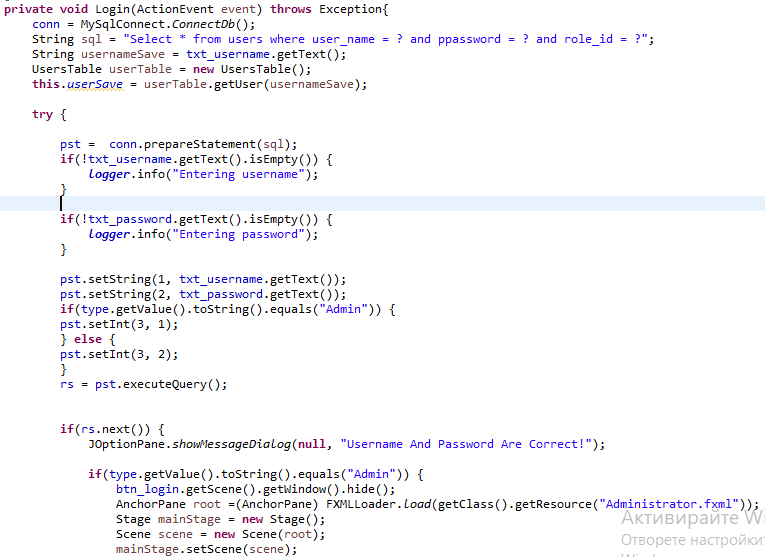 private void Login(ActionEvent event) throws Exception{
conn = MySqlConnect.ConnectDb();
String sql = "Select * from users where user_name = ? and ppassword = ? and role_id = ?";
String usernameSave = txt_username.getText();
UsersTable userTable = new UsersTable();
this.userSave = userTable.getUser(usernameSave);
try {
pst =  conn.prepareStatement(sql);
if(!txt_username.getText().isEmpty()) {
logger.info("Entering username");
}
if(!txt_password.getText().isEmpty()) {
logger.info("Entering password");
}
pst.setString(1, txt_username.getText());
pst.setString(2, txt_password.getText());
if(type.getValue().toString().equals("Admin")) {
pst.setInt(3, 1);
} else {
pst.setInt(3, 2);
}
rs = pst.executeQuery();
if(rs.next()) {
JOptionPane.showMessageDialog(null, "Username And Password Are Correct!");
if(type.getValue().toString().equals("Admin")) {
btn_login.getScene().getWindow().hide();
AnchorPane root =(AnchorPane) FXMLLoader.load(getClass().getResource("Administrator.fxml"));
Stage mainStage = new Stage();
Scene scene = new Scene(root);
mainStage.setScene(scene);
Активирайте Wi
Отворете настройки